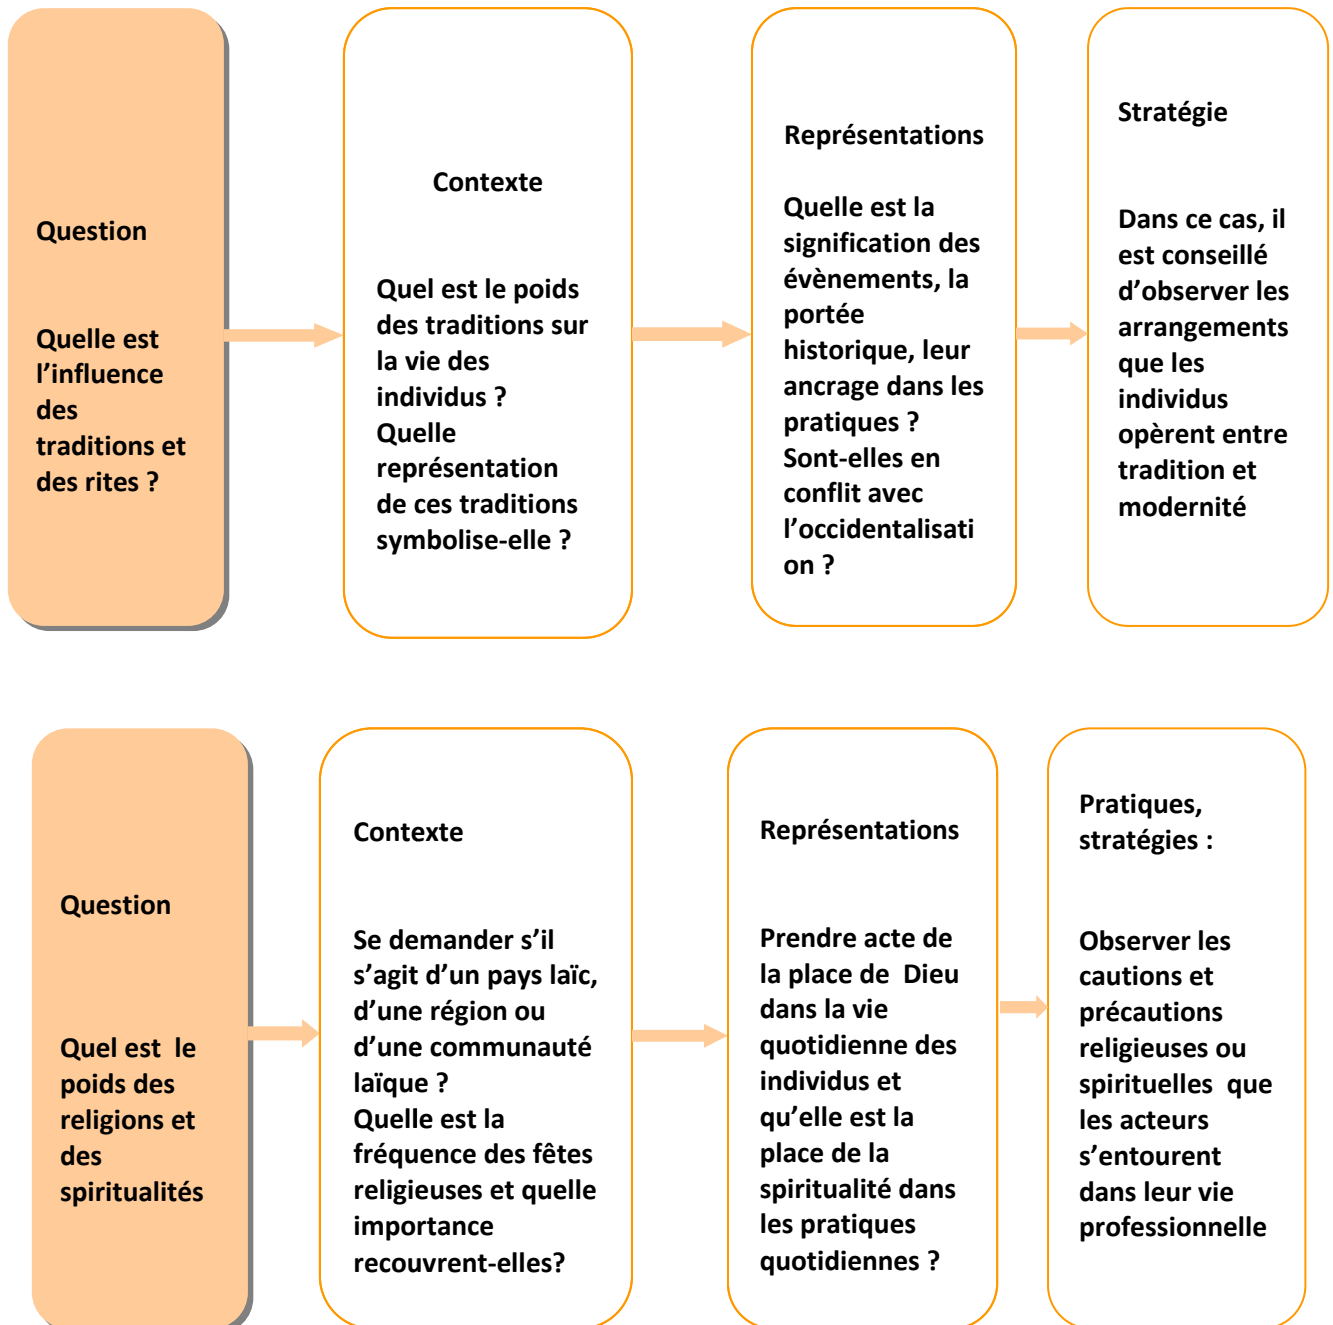 Question
Quelle est
l’influence
des
traditions et
des rites ?
Contexte
Quel est le poids
des traditions sur
la vie des
individus ?
Quelle
représentation
de ces traditions
symbolise-elle ?
Représentations
Quelle est la
signification des
évènements, la
portée
historique, leur
ancrage dans les
pratiques ?
Sont-elles en
conflit avec
l’occidentalisati
on ?
Stratégie
Dans ce cas, il
est conseillé
d’observer les
arrangements
que les
individus
opèrent entre
tradition et
modernité
Question
Quel est le
poids des
religions et
des
spiritualités
Contexte
Se demander s’il
s’agit d’un pays laïc,
d’une région ou
d’une communauté
laïque ?
Quelle est la
fréquence des fêtes
religieuses et quelle
importance
recouvrent-elles?
Représentations
Prendre acte de
la place de Dieu
dans la vie
quotidienne des
individus et
qu’elle est la
place de la
spiritualité dans
les pratiques
quotidiennes ?
Pratiques,
stratégies :
Observer les
cautions et
précautions
religieuses ou
spirituelles que
les acteurs
s’entourent
dans leur vie
professionnelle